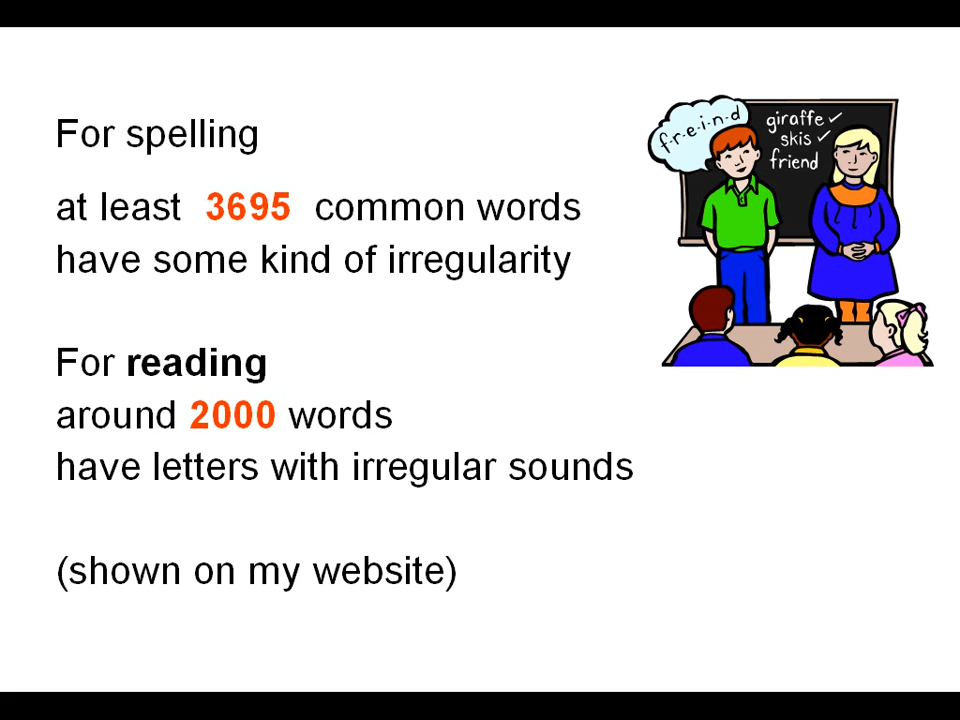 For spelling
at least 3695 common words
have some kind of irregularity
For reading
around 2000 words
have letters with irregular sounds
(shown on my website)
f-r-e-i-n-d
giraffe ✓
skis ✓
friend